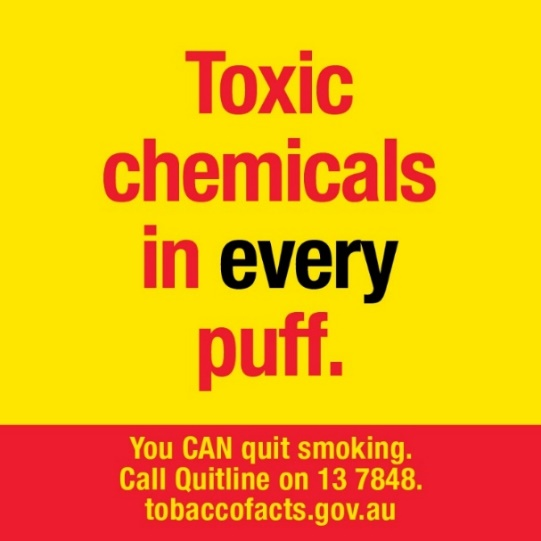 Toxic
chemicals
in every
puff.
You CAN quit smoking.
Call Quitline on 13 7848.
tobaccofacts.gov.au